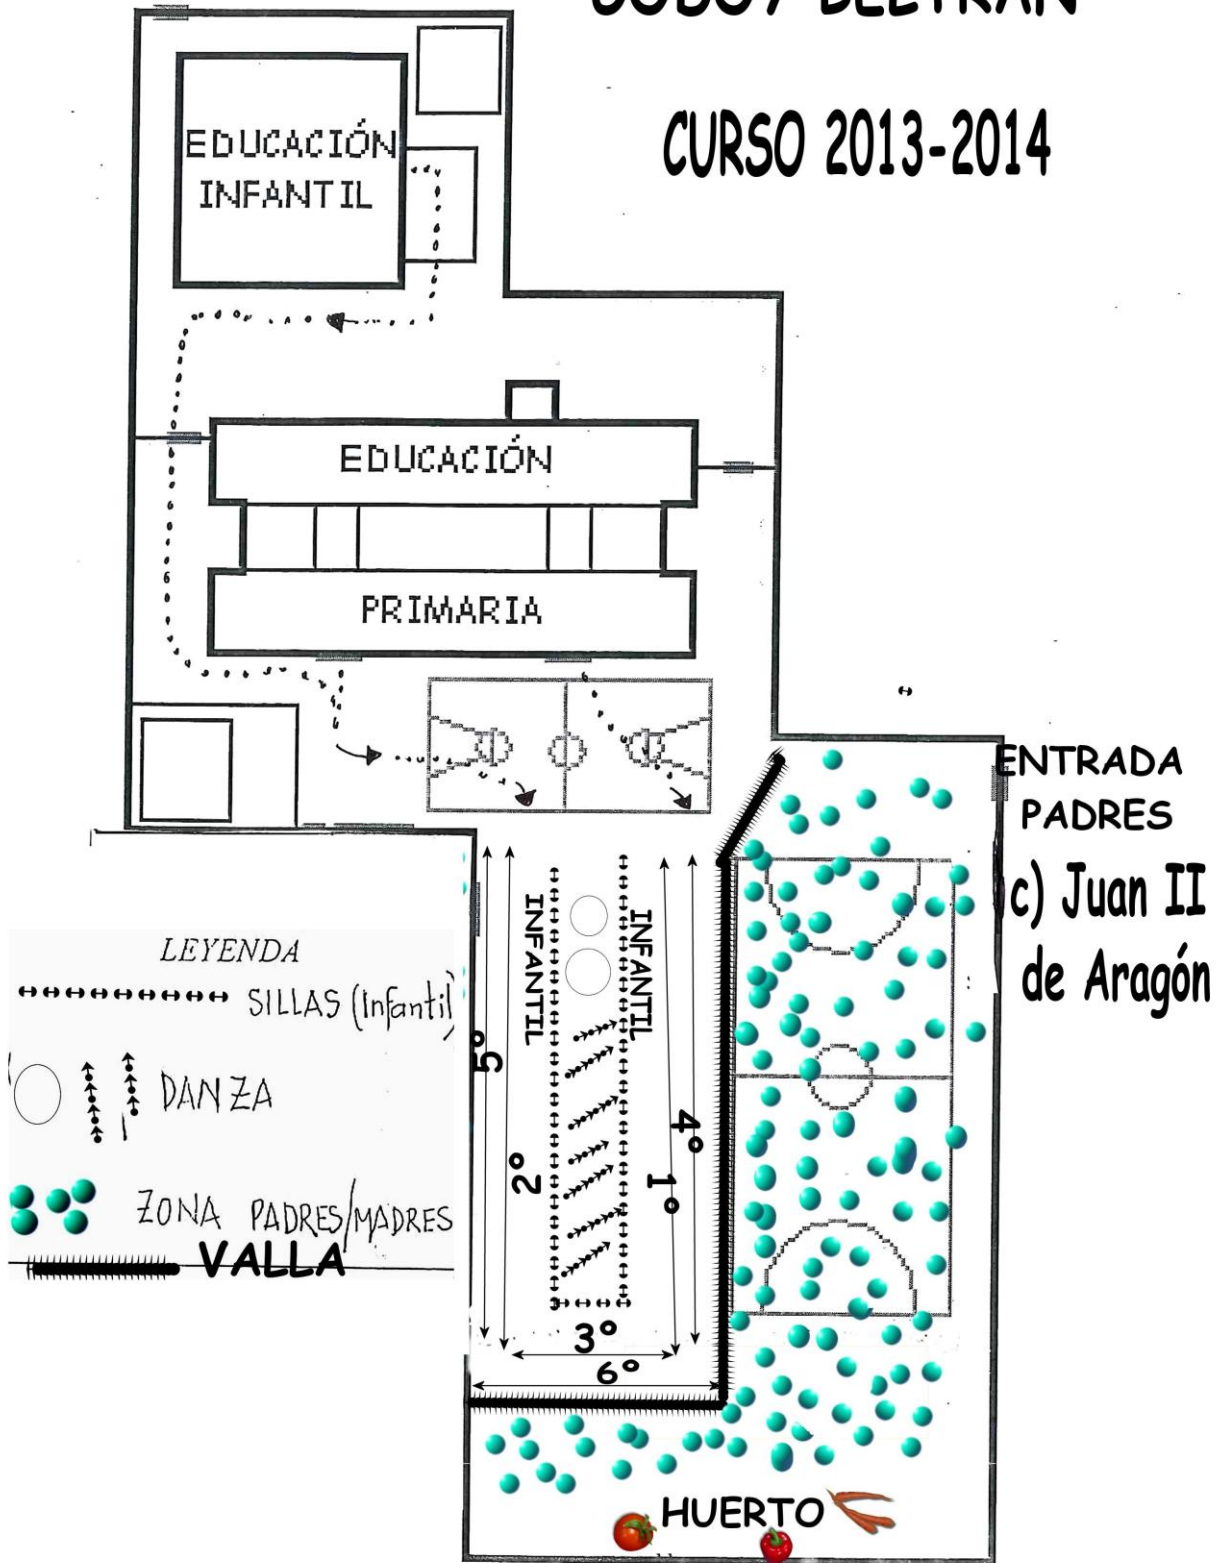 CURSO 2013-2014
EDUCACIÓN
INFANTIL
EDUCACIÓN
PRIMARIA
ENTRADA
PADRES
c) Juan II
de Aragón
LEYENDA
SILLAS (Infantil)
DANZA
ZONA PADRES/MADRES
VALLA
INFANTIL
INFANTIL
5º
2º
4º
1º
3º
6º
HUERTO